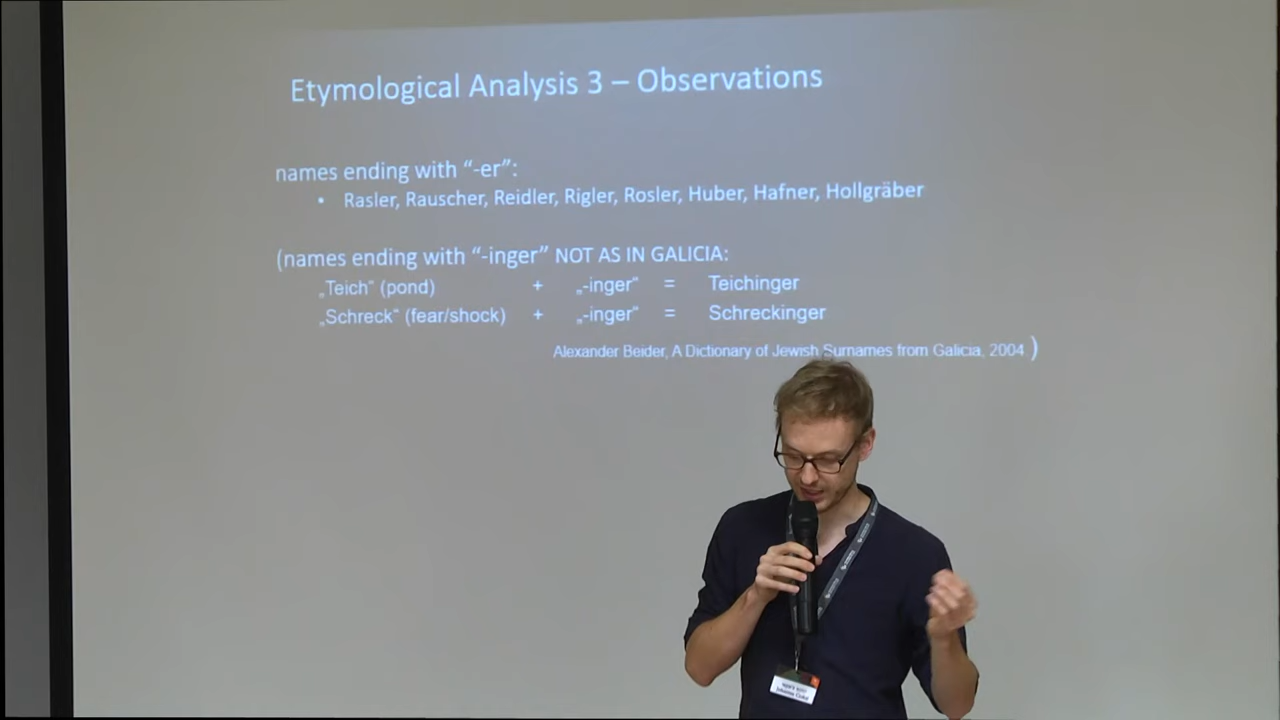 Etymological Analysis 3 – Observations
names ending with “-er”:
• Rasler, Rauscher, Reidler, Rigler, Rosler, Huber, Hafner, Hollgräber
(names ending with “-inger” NOT AS IN GALICIA:
„Teich“ (pond) + „-inger“ = Teichinger
„Schreck“ (fear/shock) + „-inger“ = Schreckinger
Alexander Beider, A Dictionary of Jewish Surnames from Galicia, 2004 )